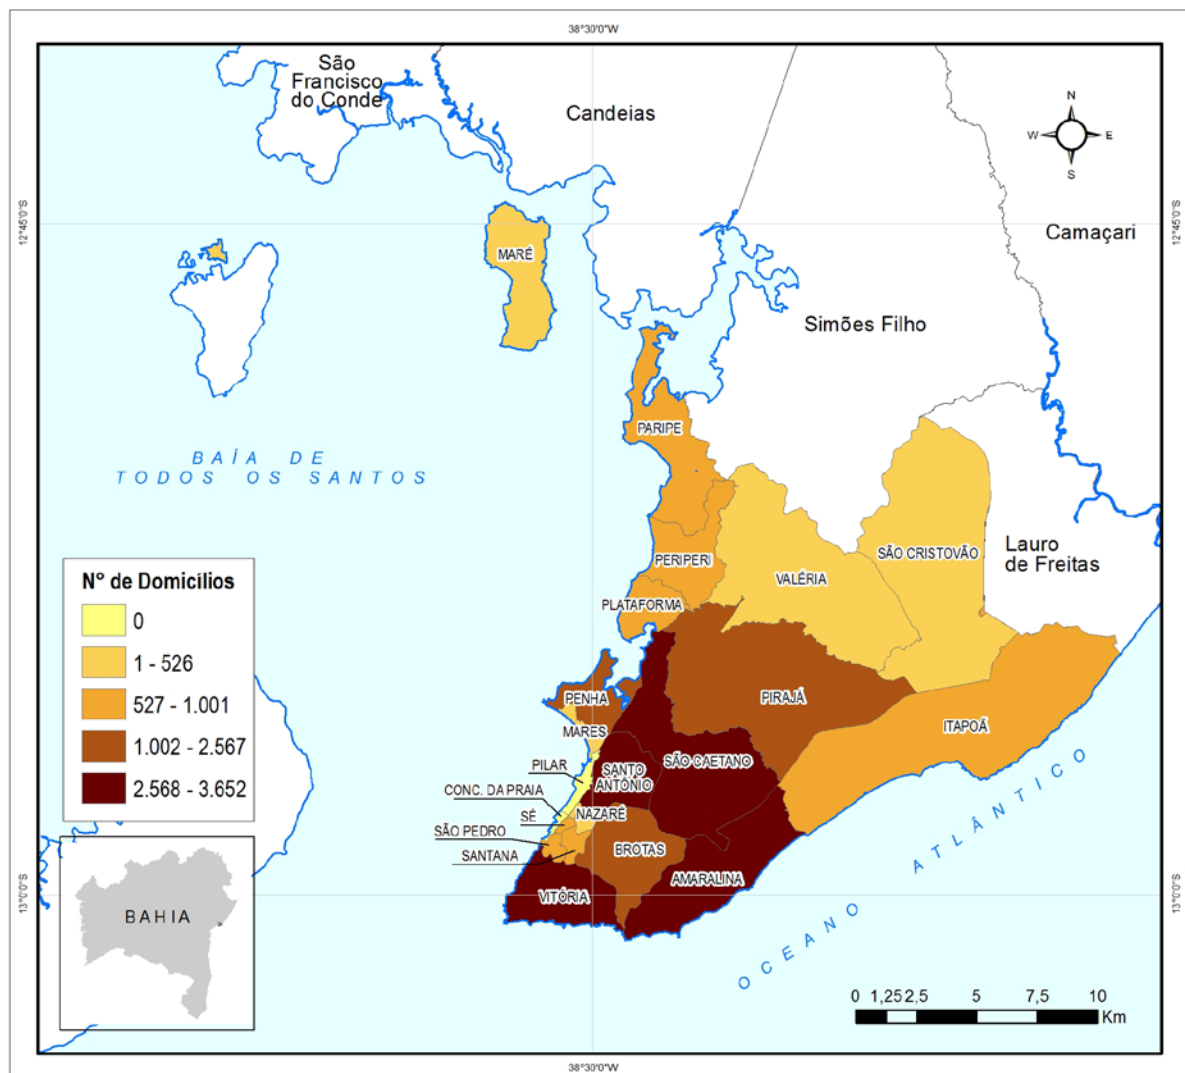 38°30'0"W
São
Francisco
do Conde
Candeias
N
W
E
S
12°45'0"S
12°45'0"S
Camaçari
MARÉ
Simões Filho
PARIPE
BAÍA DE
TODOS OS SANTOS
SÃO CRISTOVÃO
Lauro
de Freitas
PERIPERI
VALÉRIA
PLATAFORMA
N° de Domicílios
0
1 - 526
527 - 1.001
1.002 - 2.567
2.568 - 3.652
PENHA
PIRAJÁ
ITAPOÃ
MARES
SÃO CAETANO
PILAR
SANTO
ANTÔNIO
CONC. DA PRAIA
SÉ
NAZARÉ
SÃO PEDRO
SANTANA
BROTAS
AMARALINA
VITÓRIA
OCEANO ATLÂNTICO
13°0'0"S
13°0'0"S
BAHIA
0 1,25 2,5 5 7,5 10
Km
38°30'0"W